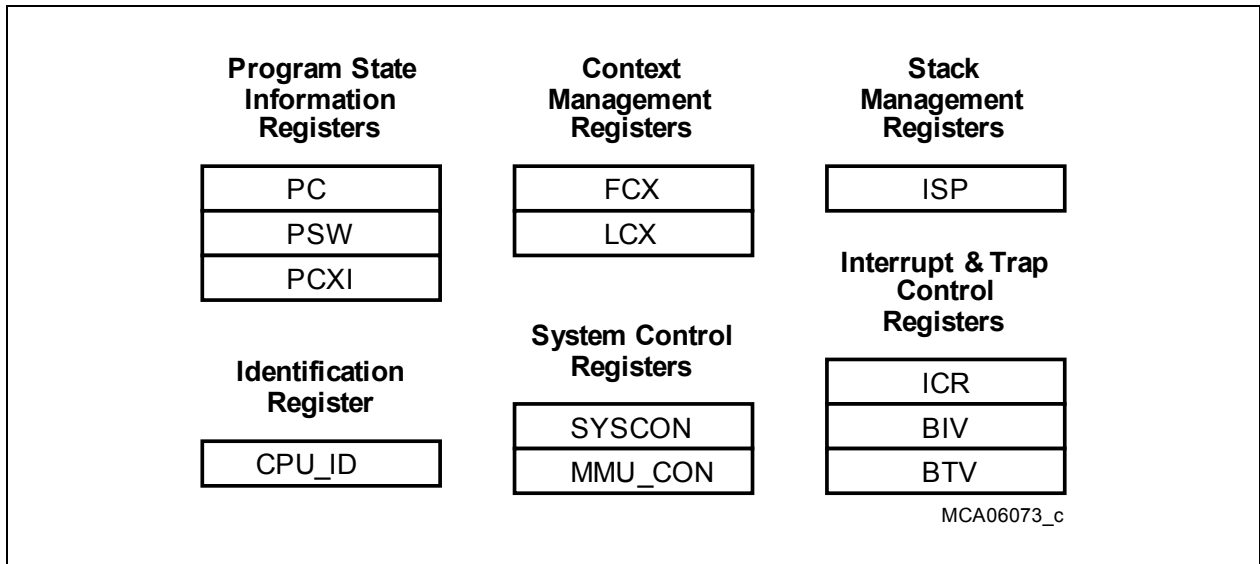 Program State
Information
Registers
PC
PSW
PCXI
Identification
Register
CPU_ID
Context
Management
Registers
FCX
LCX
System Control
Registers
SYSCON
MMU_CON
Stack
Management
Registers
ISP
Interrupt & Trap
Control
Registers
ICR
BIV
BTV
MCA06073_c